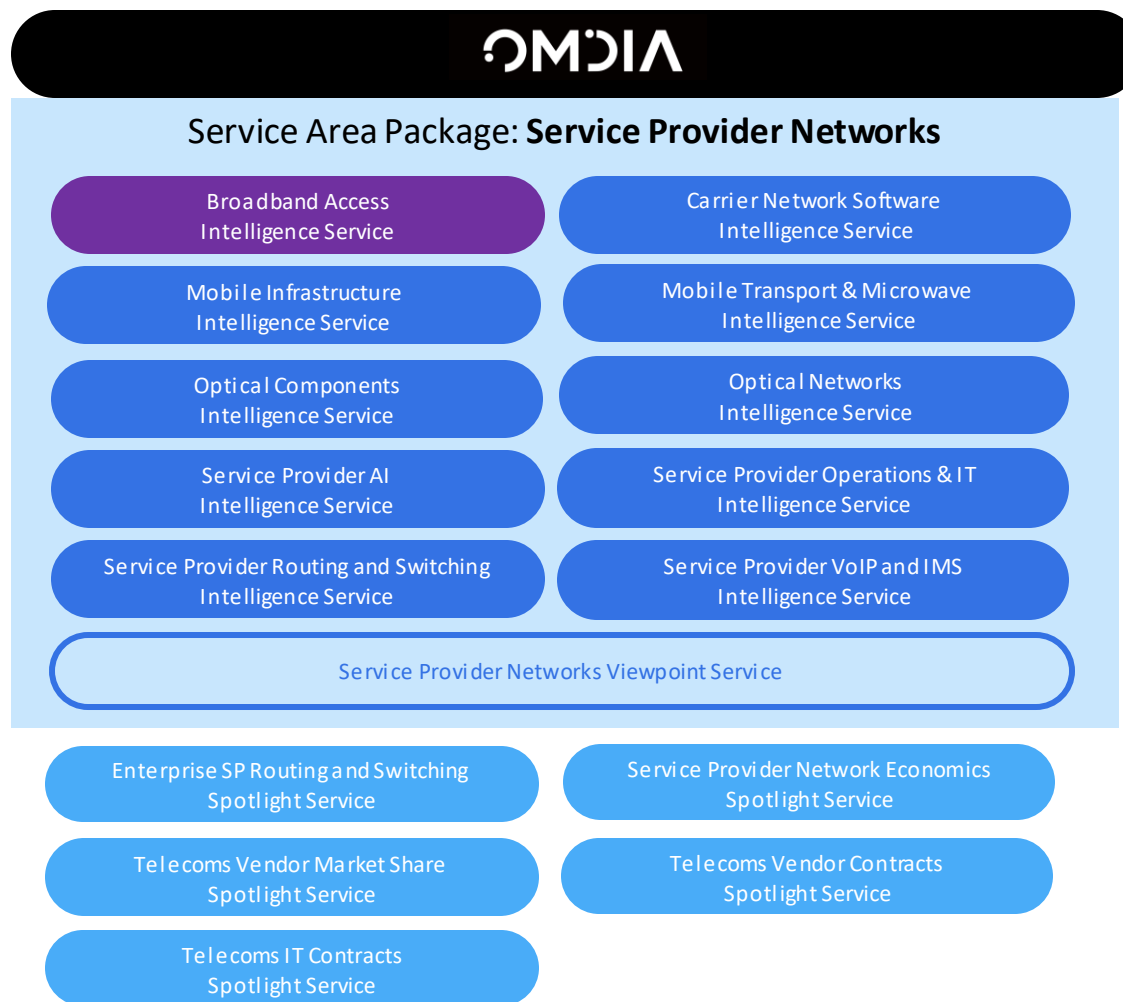 OMDIA
Service Area Package: Service Provider Networks
Broadband Access
Intelligence Service
Carrier Network Software
Intelligence Service
Mobile Infrastructure
Intelligence Service
Mobile Transport & Microwave
Intelligence Service
Optical Components
Intelligence Service
Optical Networks
Intelligence Service
Service Provider AI
Intelligence Service
Service Provider Operations & IT
Intelligence Service
Service Provider Routing and Switching
Intelligence Service
Service Provider VoIP and IMS
Intelligence Service
Service Provider Networks Viewpoint Service
Enterprise SP Routing and Switching
Spotlight Service
Service Provider Network Economics
Spotlight Service
Telecoms Vendor Market Share
Spotlight Service
Telecoms Vendor Contracts
Spotlight Service
Telecoms IT Contracts
Spotlight Service